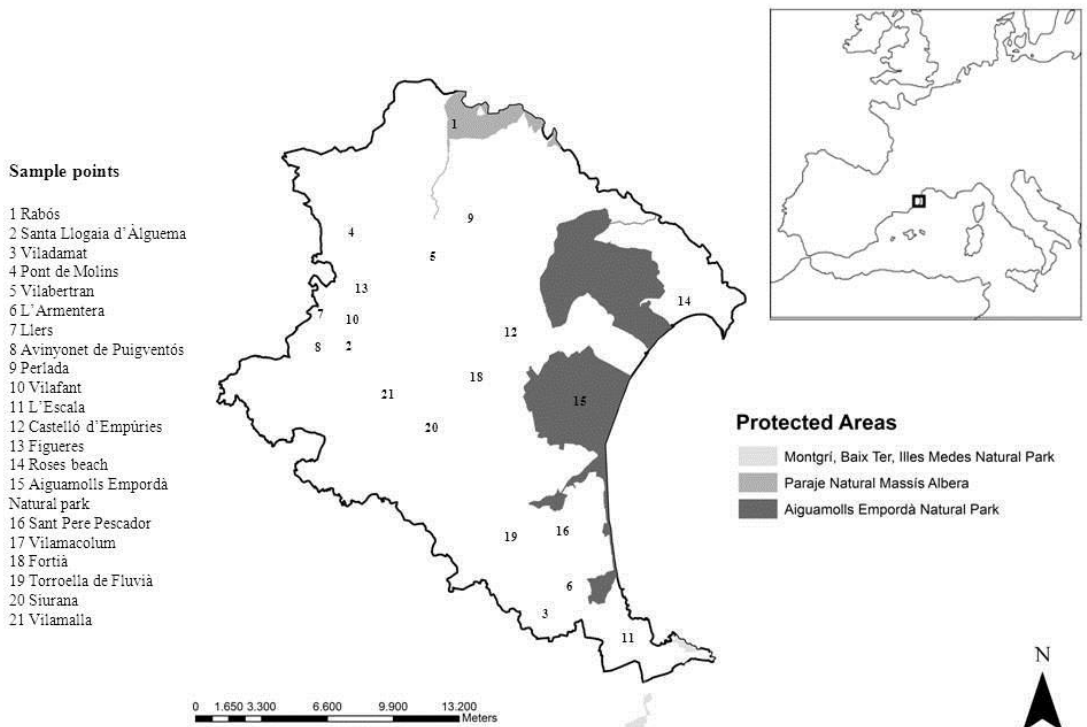 Sample points
1 Rabós
2 Santa Llogaia d'Àlguema
3 Viladamat
4 Pont de Molins
5 Vilabertran
6 L'Armentera
7 Llers
8 Avinyonet de Puigventós
9 Perlada
10 Vilafant
11 L'Escala
12 Castelló d'Empúries
13 Figueres
14 Roses beach
15 Aiguamolls Empordà
Natural park
16 Sant Pere Pescador
17 Vilamacolum
18 Fortià
19 Torroella de Fluvià
20 Siurana
21 Vilamalla
1
9
4
5
13
14
7
10
12
8
2
18
21
15
20
19
16
6
3
11
Protected Areas
Montgrí, Baix Ter, Illes Medes Natural Park
Paraje Natural Massís Albera
Aiguamolls Empordà Natural Park
0 1.650 3.300 6.600 9.900 13.200
Meters
N